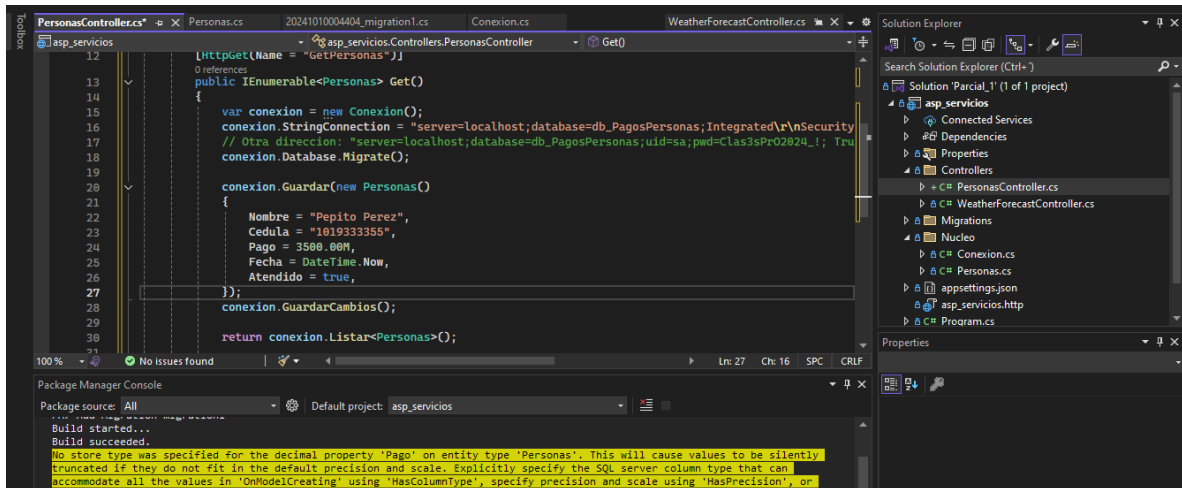 Toolbox
PersonasController.cs* Personas.cs 20241010004404_migration1.cs Conexion.cs WeatherForecastController.cs
asp_servicios asp_servicios.Controllers.PersonasController Get()
12 [HttpGet(Name = "GetPersonas")]
0 references
13 public IEnumerable<Personas> Get()
14 {
15 var conexion = new Conexion();
16 conexion.StringConnection = "server=localhost;database=db_PagosPersonas;Integrated\r\nSecurity
17 // Otra direccion: "server=localhost;database=db_PagosPersonas;uid=sa;pwd=Clas3sPrO2024_!; Tru
18 conexion.Database.Migrate();
19
20 conexion.Guardar(new Personas()
21 {
22 Nombre = "Pepito Perez",
23 Cedula = "1019333355",
24 Pago = 3500.00M,
25 Fecha = DateTime.Now,
26 Atendido = true,
27 });
28 conexion.GuardarCambios();
29
30 return conexion.Listar<Personas>();
31
100 % No issues found Ln: 27 Ch: 16 SPC CRLF
Package Manager Console
Package source: All Default project: asp_servicios
Build started...
Build succeeded.
No store type was specified for the decimal property 'Pago' on entity type 'Personas'. This will cause values to be silently
truncated if they do not fit in the default precision and scale. Explicitly specify the SQL server column type that can
accommodate all the values in 'OnModelCreating' using 'HasColumnType', specify precision and scale using 'HasPrecision', or
Solution Explorer
Search Solution Explorer (Ctrl+¨)
Solution 'Parcial_1' (1 of 1 project)
asp_servicios
Connected Services
Dependencies
Properties
Controllers
+ C# PersonasController.cs
C# WeatherForecastController.cs
Migrations
Nucleo
C# Conexion.cs
C# Personas.cs
appsettings.json
asp_servicios.http
C# Program.cs
Properties